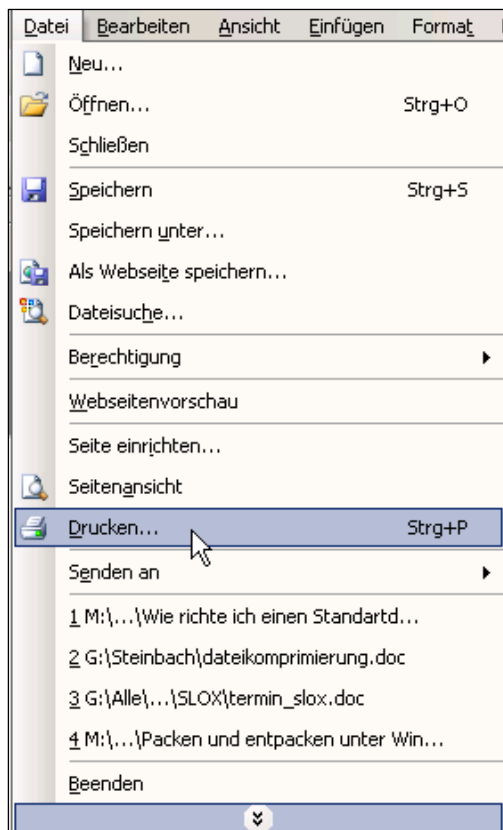 Datei Bearbeiten Ansicht Einfügen Format
Neu...
Öffnen... Strg+O
Schließen
Speichern Strg+S
Speichern unter...
Als Webseite speichern...
Dateisuche...
Berechtigung
Webseitenvorschau
Seite einrichten...
Seitenansicht
Drucken... Strg+P
Senden an
1 M:\...\Wie richte ich einen Standartd...
2 G:\Steinbach\dateikomprimierung.doc
3 G:\Alle\...\SLOX\termin_slox.doc
4 M:\...\Packen und entpacken unter Win...
Beenden